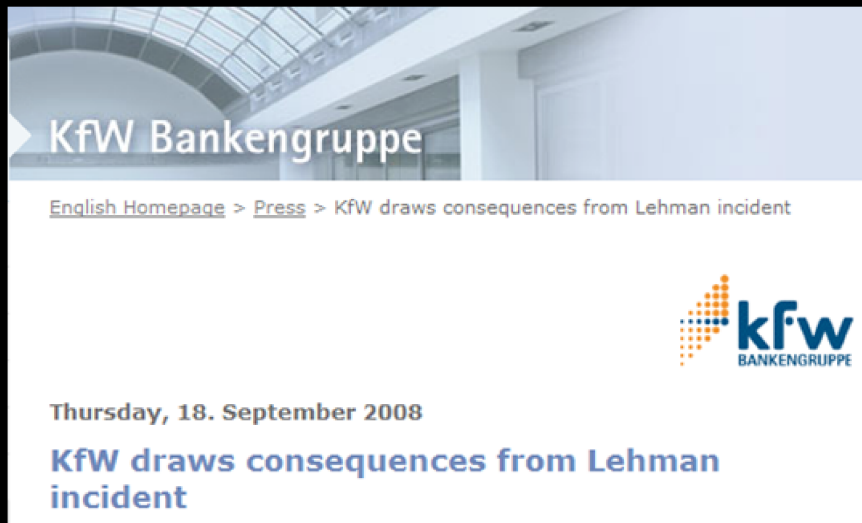 KfW Bankengruppe
English Homepage > Press > KfW draws consequences from Lehman incident
kfw
BANKENGRUPPE
Thursday, 18. September 2008
KfW draws consequences from Lehman
incident